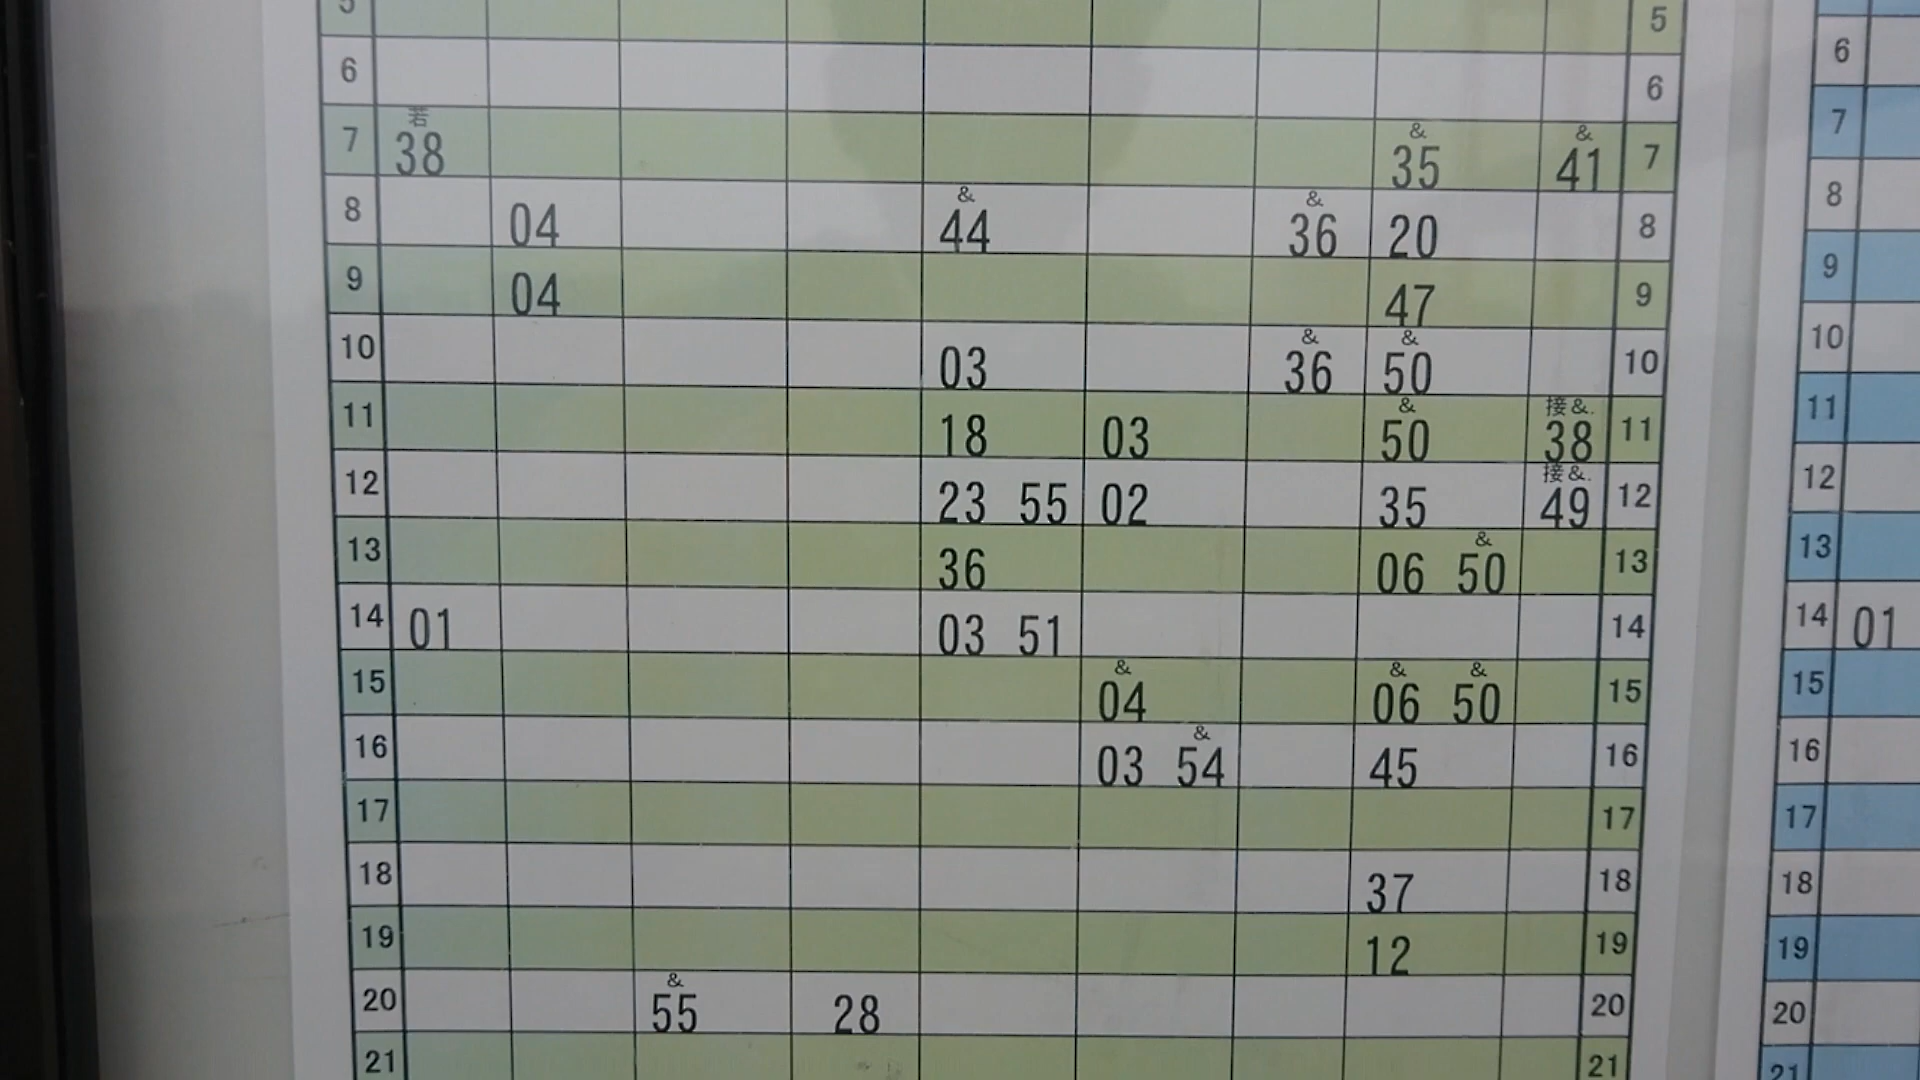 5 5
6 6 6
若 & &
7 38 35 41 7 7
& &
8 04 44 36 20 8 8
9 04 47 9 9
& &
10 03 36 50 10 10
& 接&.
11 18 03 50 38 11 11
接&.
12 23 55 02 35 49 12 12
&
13 36 06 50 13 13
14 01 03 51 14 14 01
& & &
15 04 06 50 15 15
&
16 03 54 45 16 16
17 17 17
18 37 18 18
19 12 19 19
&
20 55 28 20 20
21 21 21